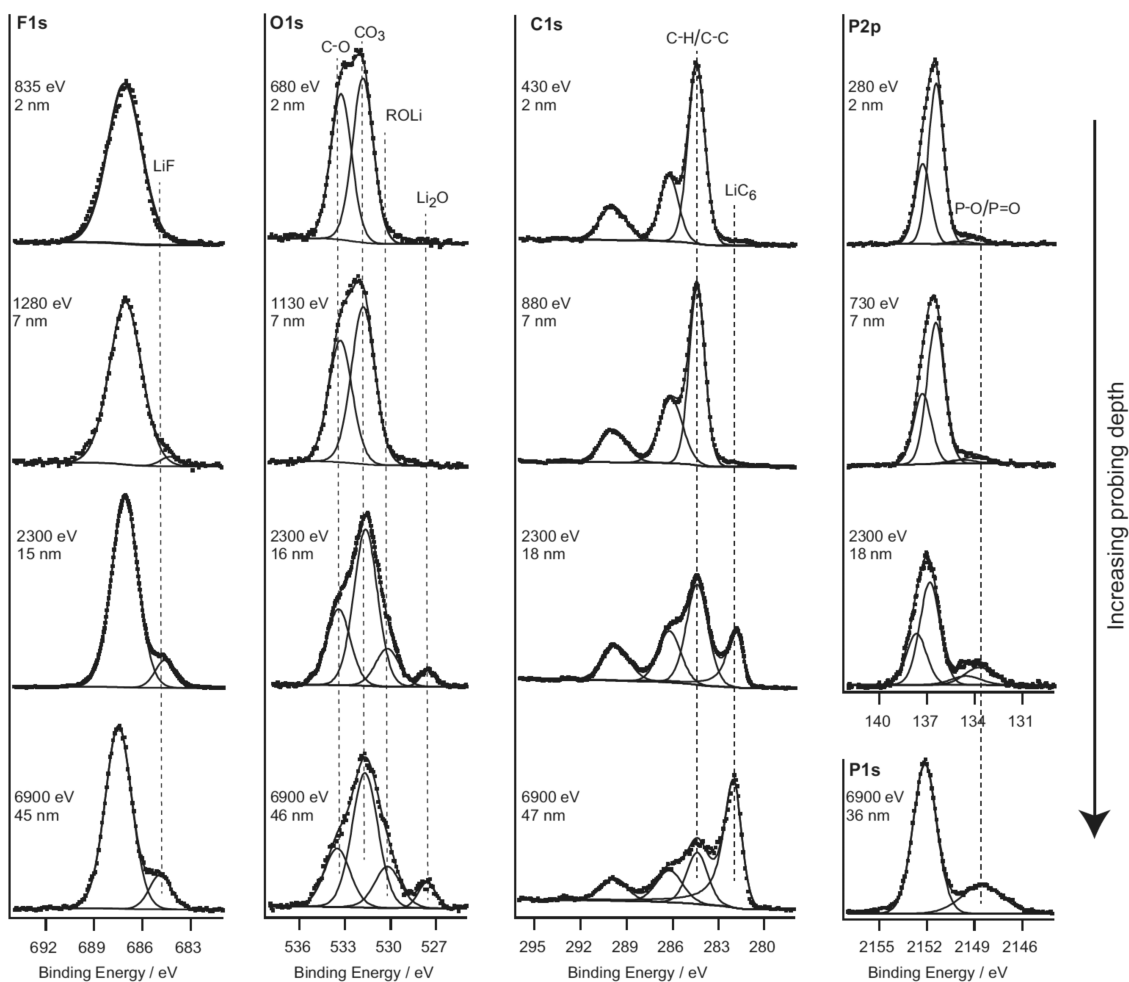 F1s
835 eV
2 nm
LiF
1280 eV
7 nm
2300 eV
15 nm
6900 eV
45 nm
692 689 686 683
Binding Energy / eV
O1s
C-O
CO3
680 eV
2 nm
ROLi
Li2O
1130 eV
7 nm
2300 eV
16 nm
6900 eV
46 nm
536 533 530 527
Binding Energy / eV
C1s
C-H/C-C
430 eV
2 nm
LiC6
880 eV
7 nm
2300 eV
18 nm
6900 eV
47 nm
295 292 289 286 283 280
Binding Energy / eV
P2p
280 eV
2 nm
P-O/P=O
730 eV
7 nm
2300 eV
18 nm
140 137 134 131
P1s
6900 eV
36 nm
2155 2152 2149 2146
Binding Energy / eV
Increasing probing depth